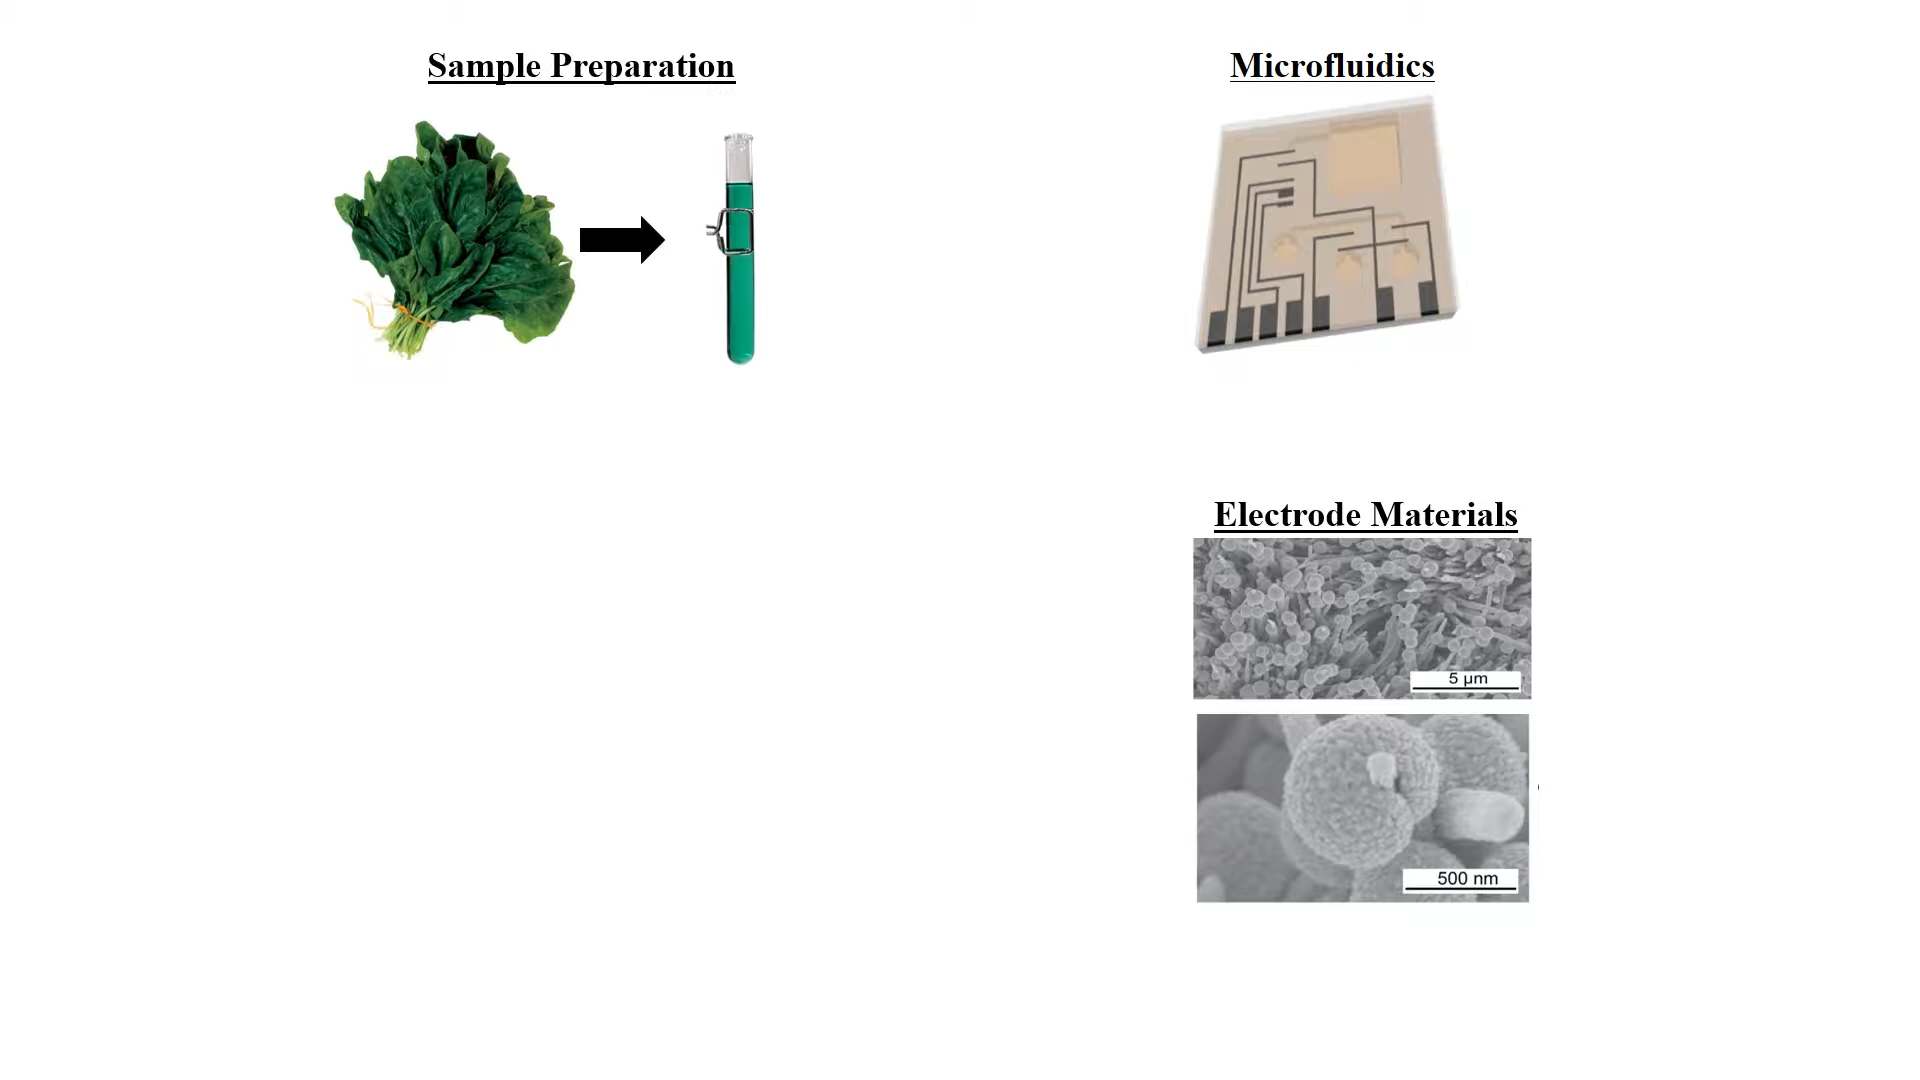 Sample Preparation
Microfluidics
Electrode Materials
5 µm
500 nm